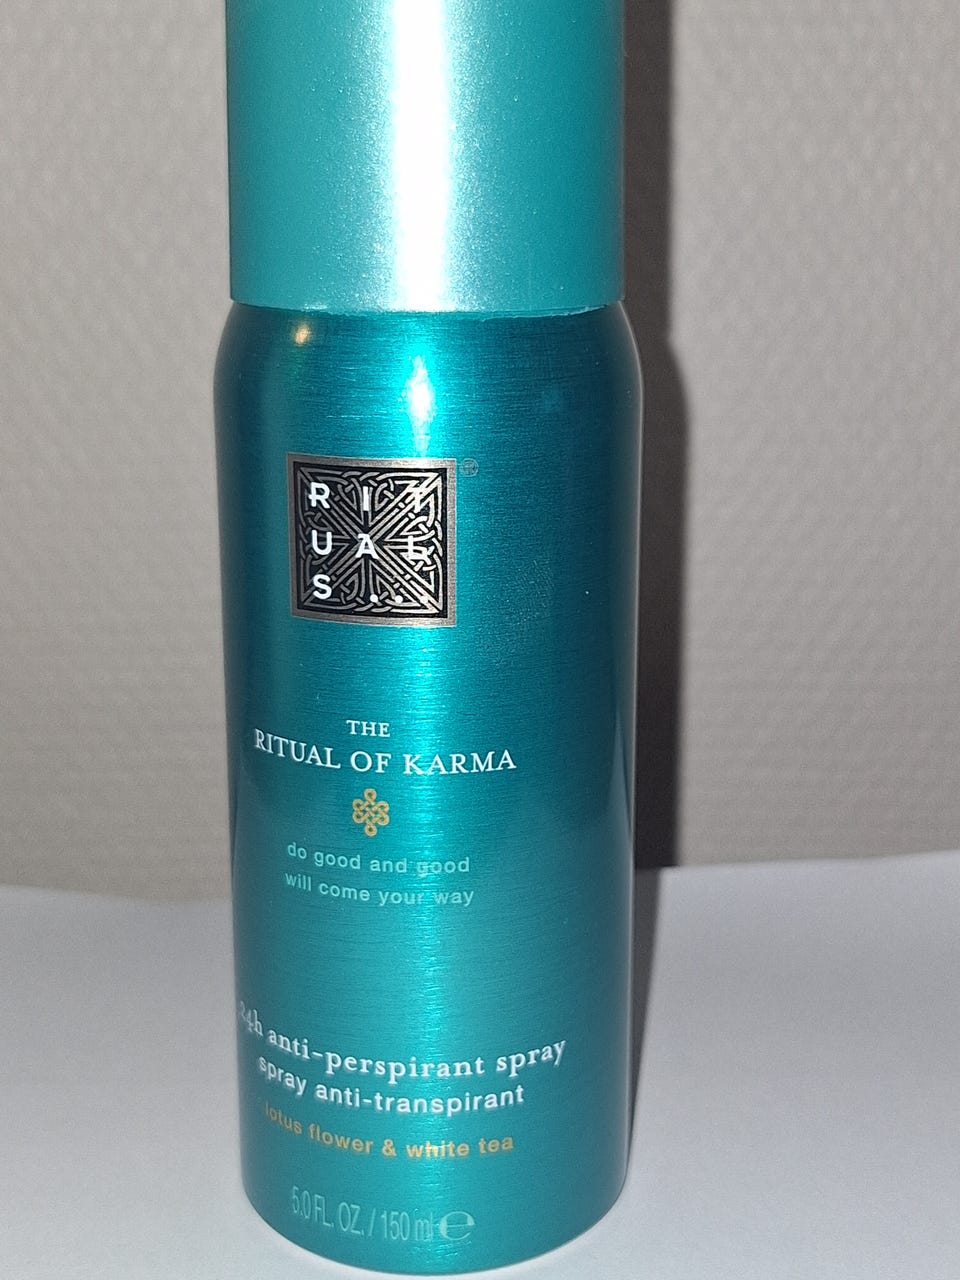 R I T
U A L
S . . .
®
THE
RITUAL OF KARMA
do good and good
will come your way
24h anti-perspirant spray
spray anti-transpirant
lotus flower & white tea
5.0 FL. OZ. / 150 ml ℮